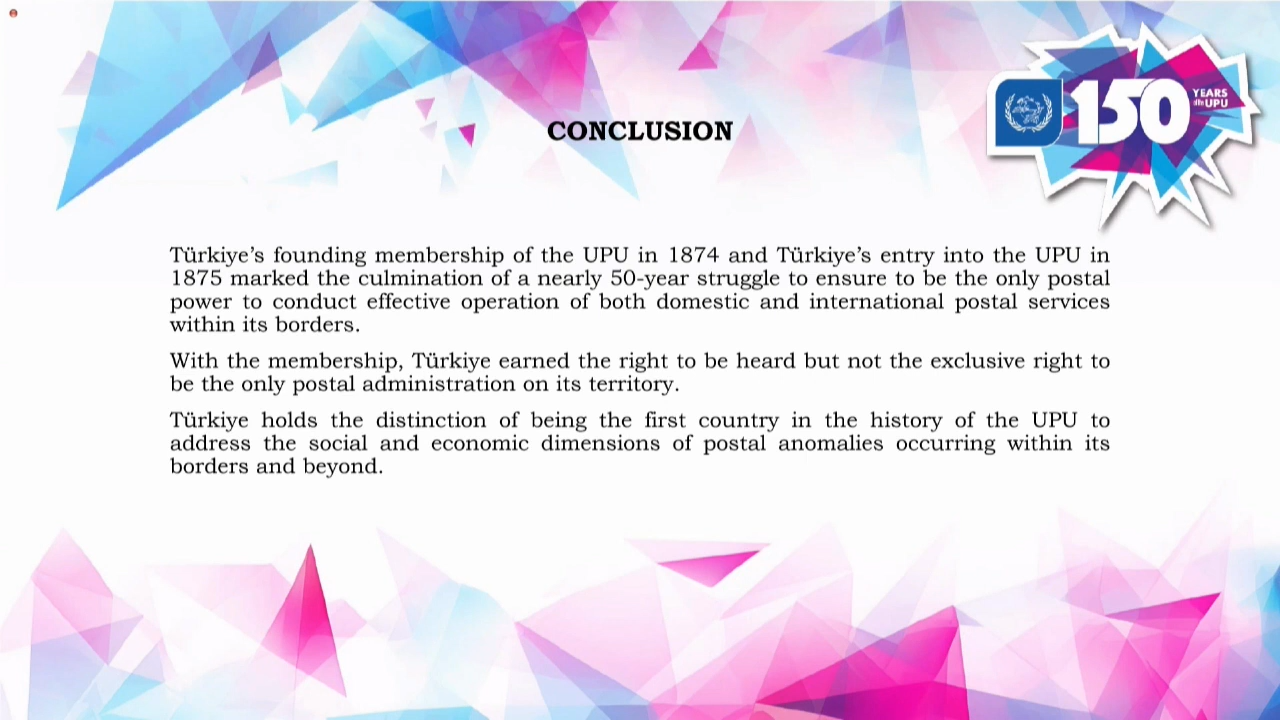 CONCLUSION
150
YEARS
UPU
Türkiye’s founding membership of the UPU in 1874 and Türkiye’s entry into the UPU in
1875 marked the culmination of a nearly 50-year struggle to ensure to be the only postal
power to conduct effective operation of both domestic and international postal services
within its borders.
With the membership, Türkiye earned the right to be heard but not the exclusive right to
be the only postal administration on its territory.
Türkiye holds the distinction of being the first country in the history of the UPU to
address the social and economic dimensions of postal anomalies occurring within its
borders and beyond.